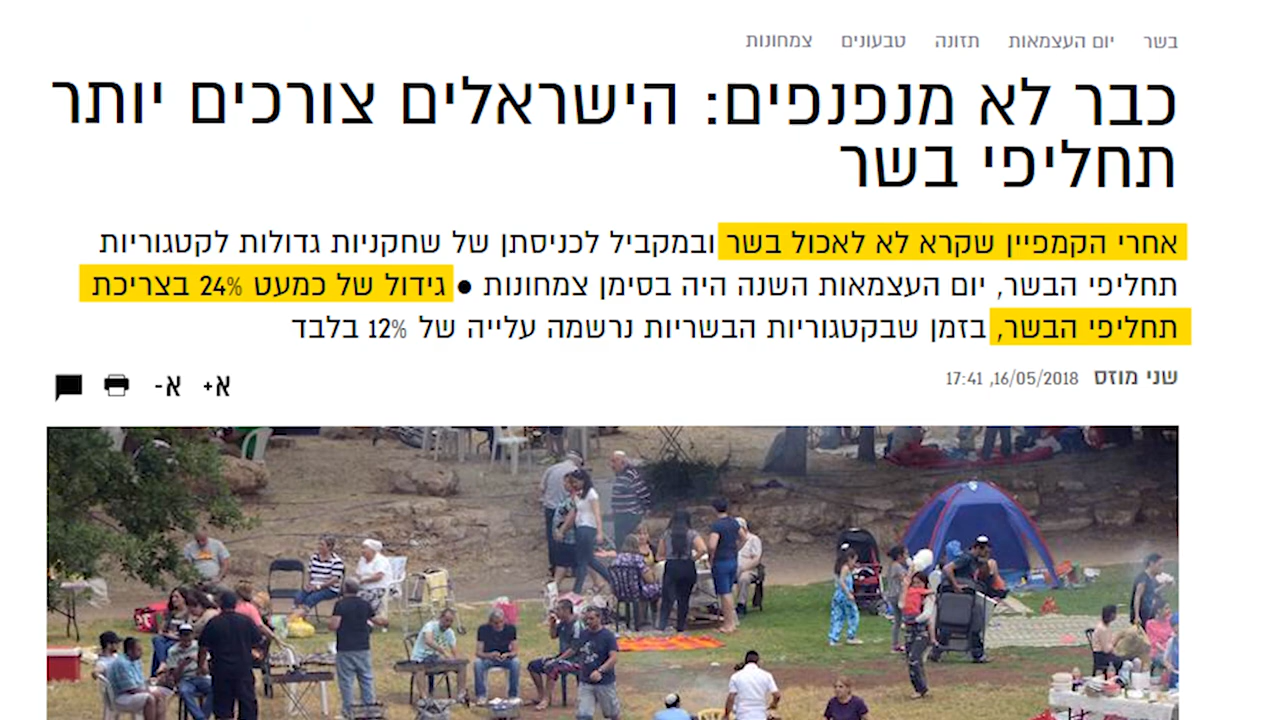 בשר יום העצמאות תזונה טבעונים צמחונות
כבר לא מנפנפים: הישראלים צורכים יותר
תחליפי בשר
אחרי הקמפיין שקרא לא לאכול בשר ובמקביל לכניסתן של שחקניות גדולות לקטגוריות
תחליפי הבשר, יום העצמאות השנה היה בסימן צמחונות ● גידול של כמעט 24% בצריכת
תחליפי הבשר, בזמן שבקטגוריות הבשריות נרשמה עלייה של 12% בלבד
שני מוזס 16/05/2018, 17:41
א+ א-